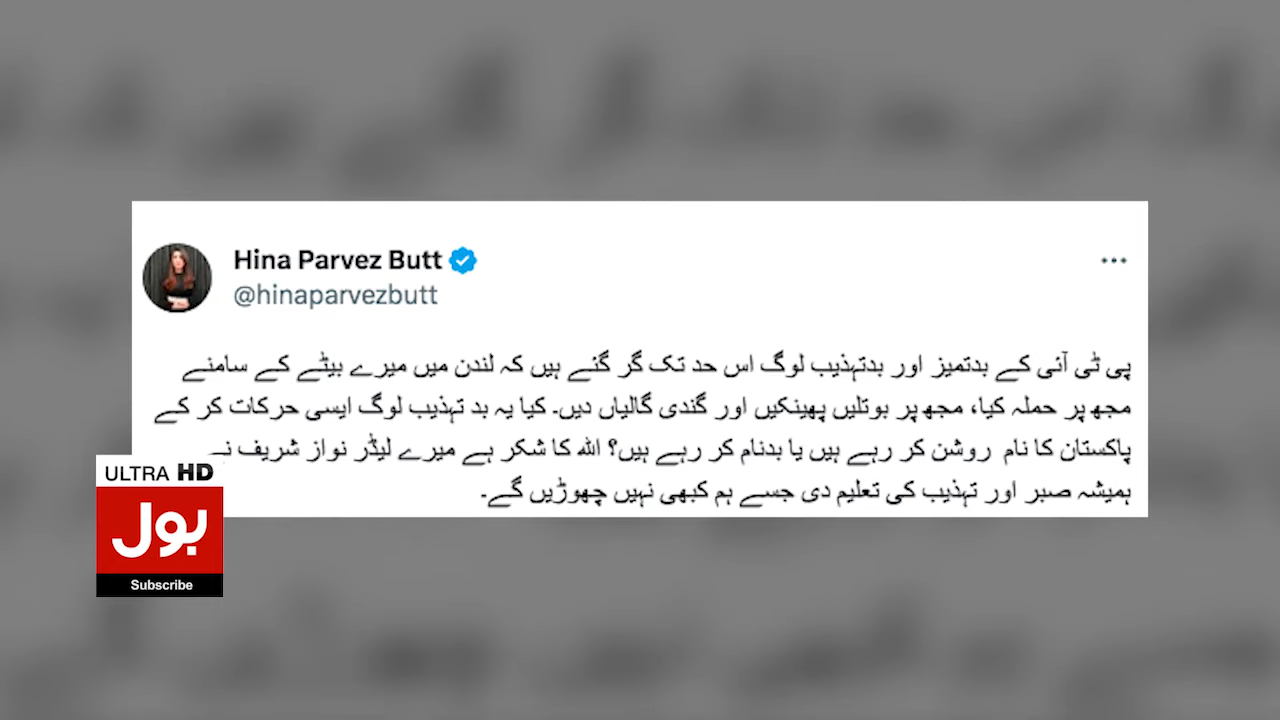 Hina Parvez Butt
@hinaparvezbutt
پی ٹی آئی کے بدتمیز اور بدتہذیب لوگ اس حد تک گر گئے ہیں کہ لندن میں میرے بیٹے کے سامنے
مجھ پر حملہ کیا، مجھ پر بوتلیں پھینکیں اور گندی گالیاں دیں۔ کیا یہ بد تہذیب لوگ ایسی حرکات کر کے
پاکستان کا نام روشن کر رہے ہیں یا بدنام کر رہے ہیں؟ اللہ کا شکر ہے میرے لیڈر نواز شریف نے
ہمیشہ صبر اور تہذیب کی تعلیم دی جسے ہم کبھی نہیں چھوڑیں گے۔
ULTRA HD
بول
Subscribe